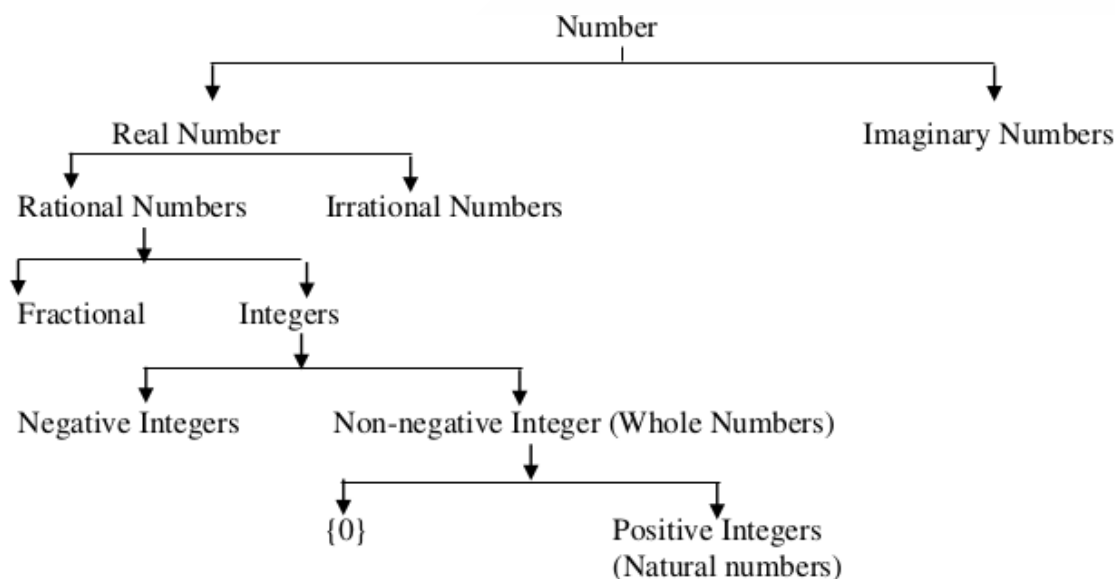 Number
Real Number
Imaginary Numbers
Rational Numbers
Irrational Numbers
Fractional
Integers
Negative Integers
Non-negative Integer (Whole Numbers)
{0}
Positive Integers
(Natural numbers)